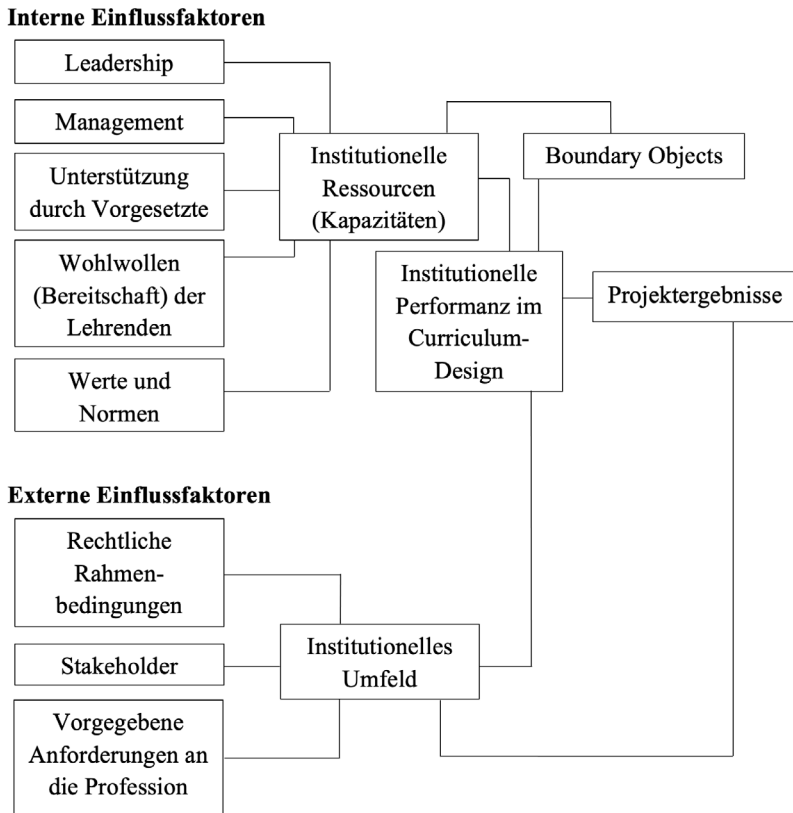 Interne Einflussfaktoren
Leadership
Management
Unterstützung
durch Vorgesetzte
Wohlwollen
(Bereitschaft) der
Lehrenden
Werte und
Normen
Institutionelle
Ressourcen
(Kapazitäten)
Boundary Objects
Institutionelle
Performanz im
Curriculum-
Design
Projektergebnisse
Externe Einflussfaktoren
Rechtliche
Rahmen-
bedingungen
Stakeholder
Vorgegebene
Anforderungen an
die Profession
Institutionelles
Umfeld